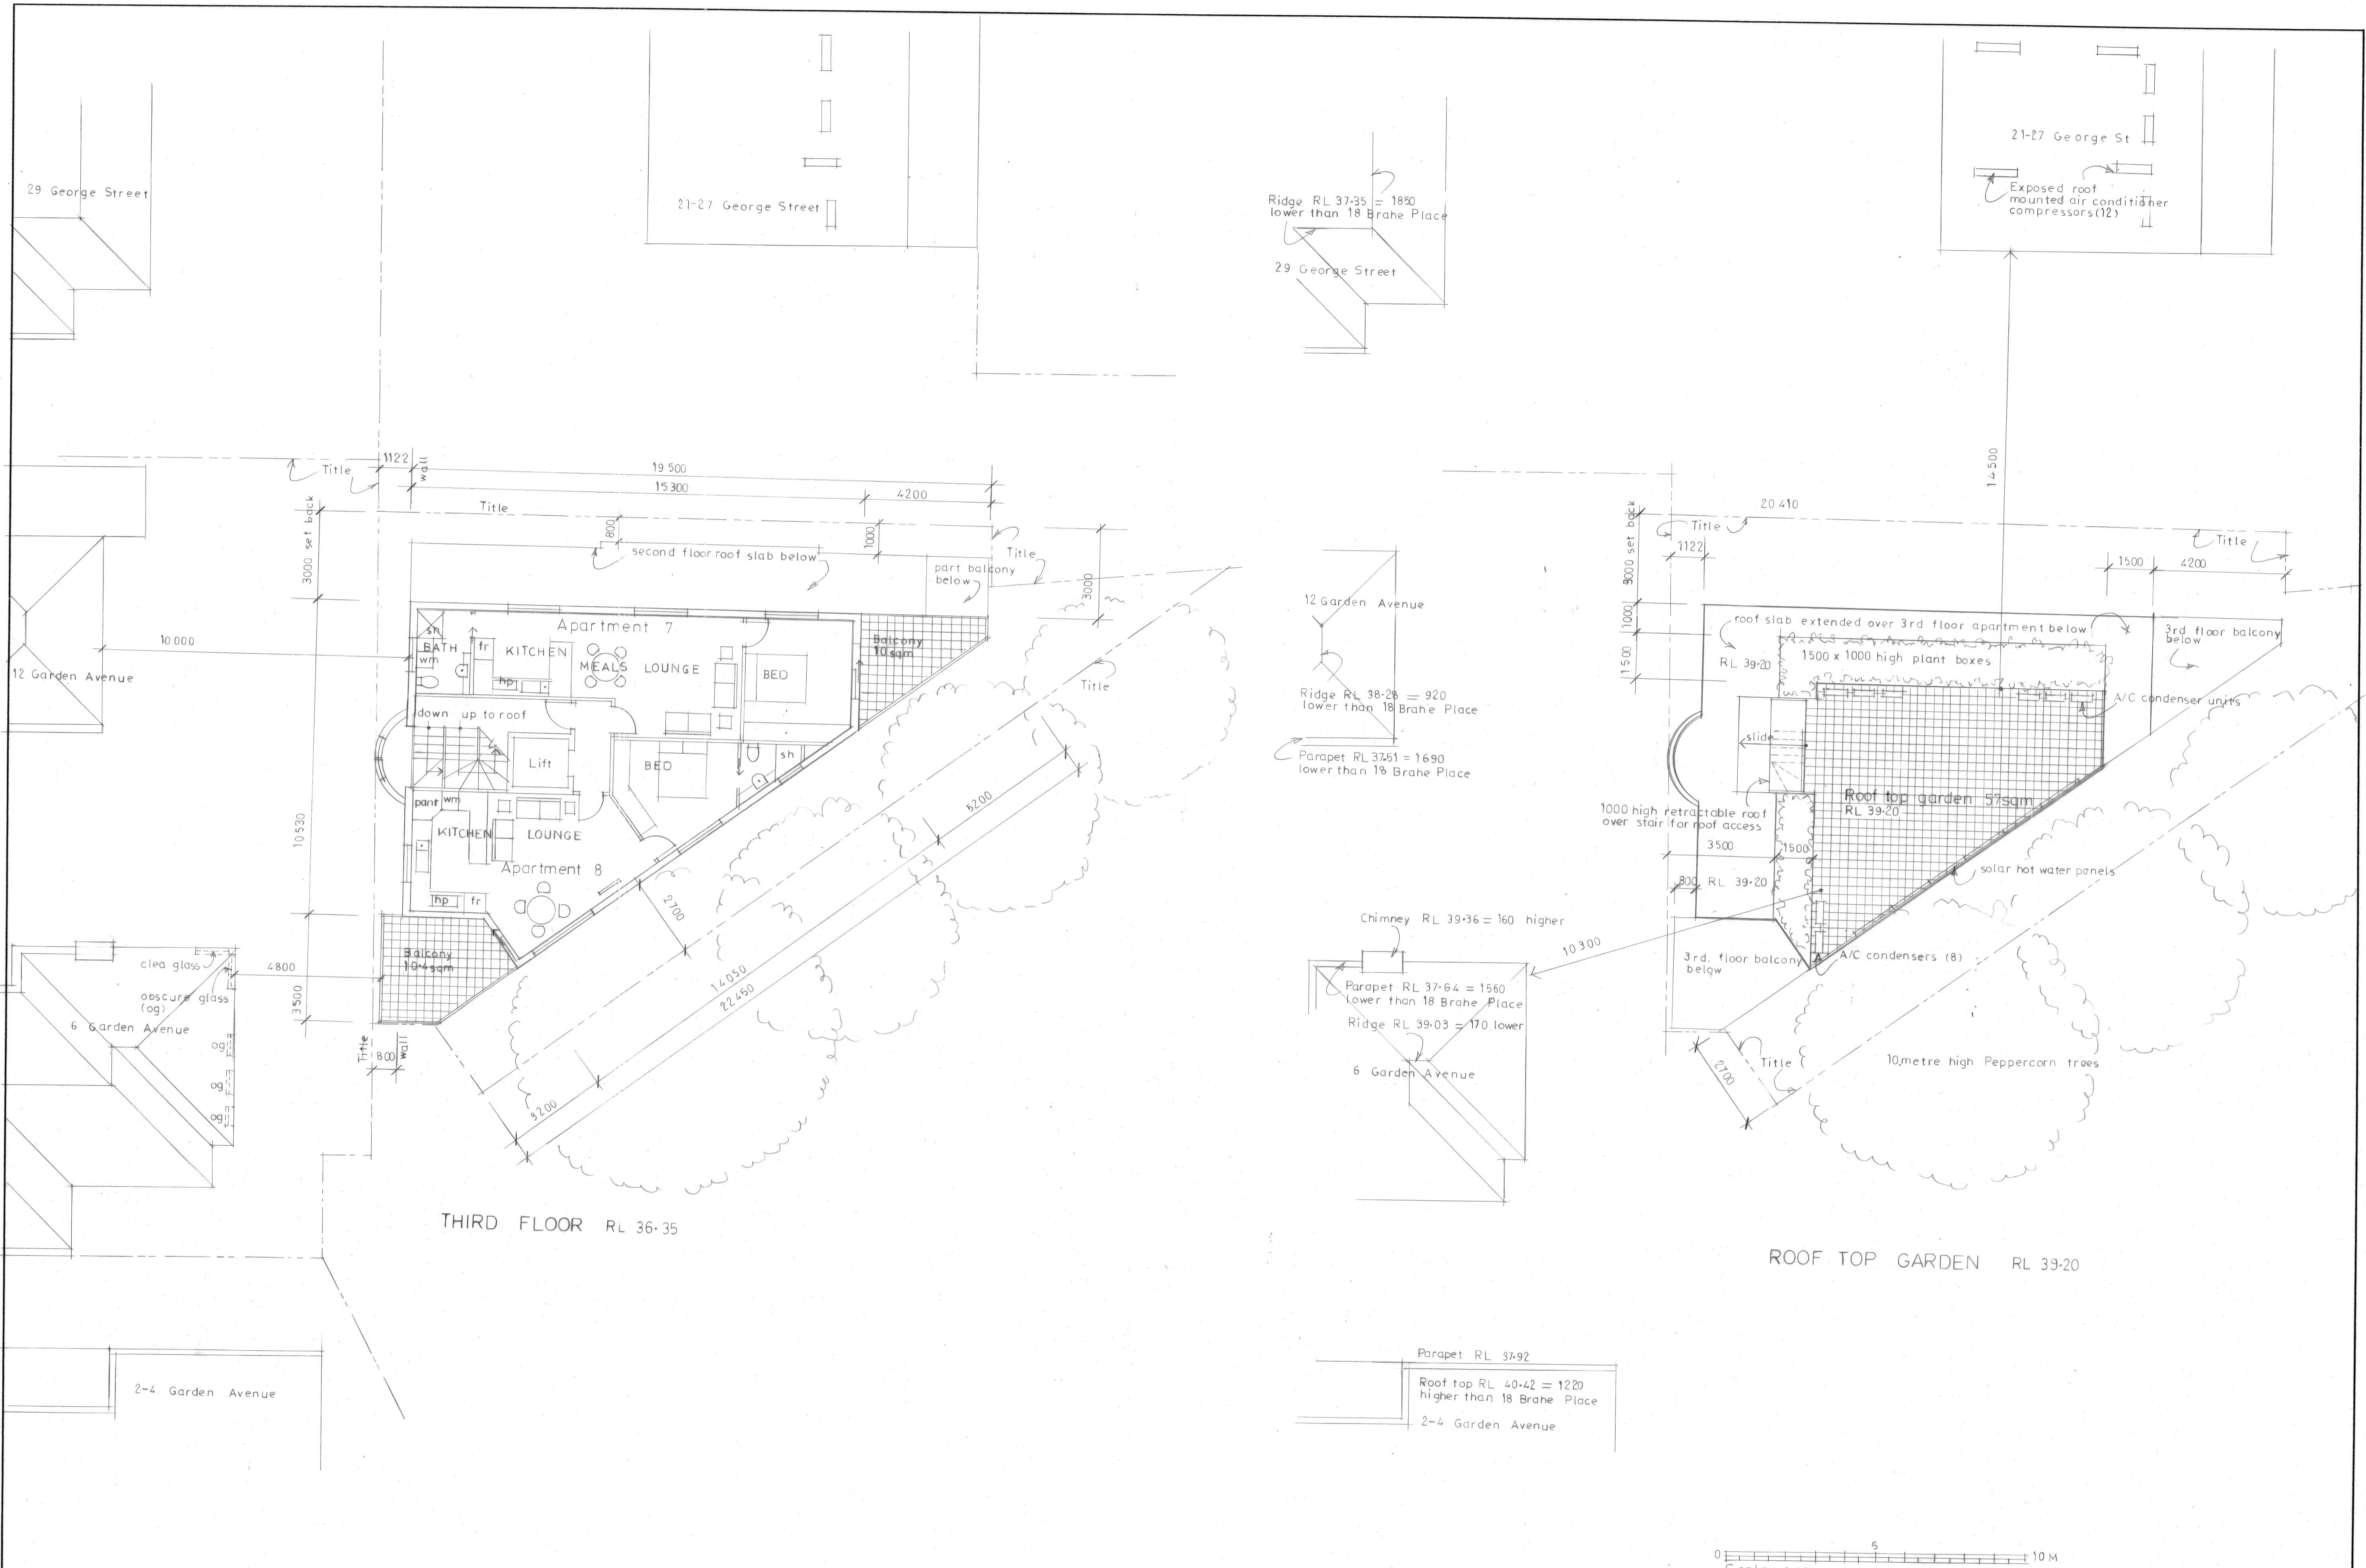 29 George Street
21-27 George Street
Title
1122
wall
19 500
15 300
4200
Title
3000 set back
800
1000
second floor roof slab below
Title
part balcony
below
3000
Apartment 7
sh
BATH
wm
fr
KITCHEN
hp
MEALS
LOUNGE
BED
Balcony
10 sqm
Title
10 000
12 Garden Avenue
down
up to roof
Lift
BED
sh
pant
wm
KITCHEN
LOUNGE
Apartment 8
hp
fr
10 530
5200
2700
14050
22450
3200
Balcony
10·4sqm
3500
4800
clea glass
obscure glass
(og)
6 Garden Avenue
og
og
og
Title
800
wall
THIRD FLOOR RL 36·35
2-4 Garden Avenue
Ridge RL 37·35 = 1850
lower than 18 Brahe Place
29 George Street
21-27 George St
Exposed roof
mounted air conditioner
compressors(12)
14500
20 410
3000 set back
Title
1122
Title
1500
4200
1000
1500
roof slab extended over 3rd floor apartment below
3rd floor balcony
below
RL 39·20
1500 x 1000 high plant boxes
A/C condenser units
slide
12 Garden Avenue
Ridge RL 38·28 = 920
lower than 18 Brahe Place
Parapet RL 37·51 = 1690
lower than 18 Brahe Place
Roof top garden 57sqm
RL 39·20
1000 high retractable roof
over stair for roof access
3500
1500
800
RL 39·20
solar hot water panels
Chimney RL 39·36 = 160 higher
10300
3rd. floor balcony
below
A/C condensers (8)
Parapet RL 37·64 = 1560
lower than 18 Brahe Place
Ridge RL 39·03 = 170 lower
6 Garden Avenue
2700
Title
10,metre high Peppercorn trees
ROOF TOP GARDEN RL 39·20
Parapet RL 37·92
Roof top RL 40·42 = 1220
higher than 18 Brahe Place
2-4 Garden Avenue
0
5
10 M